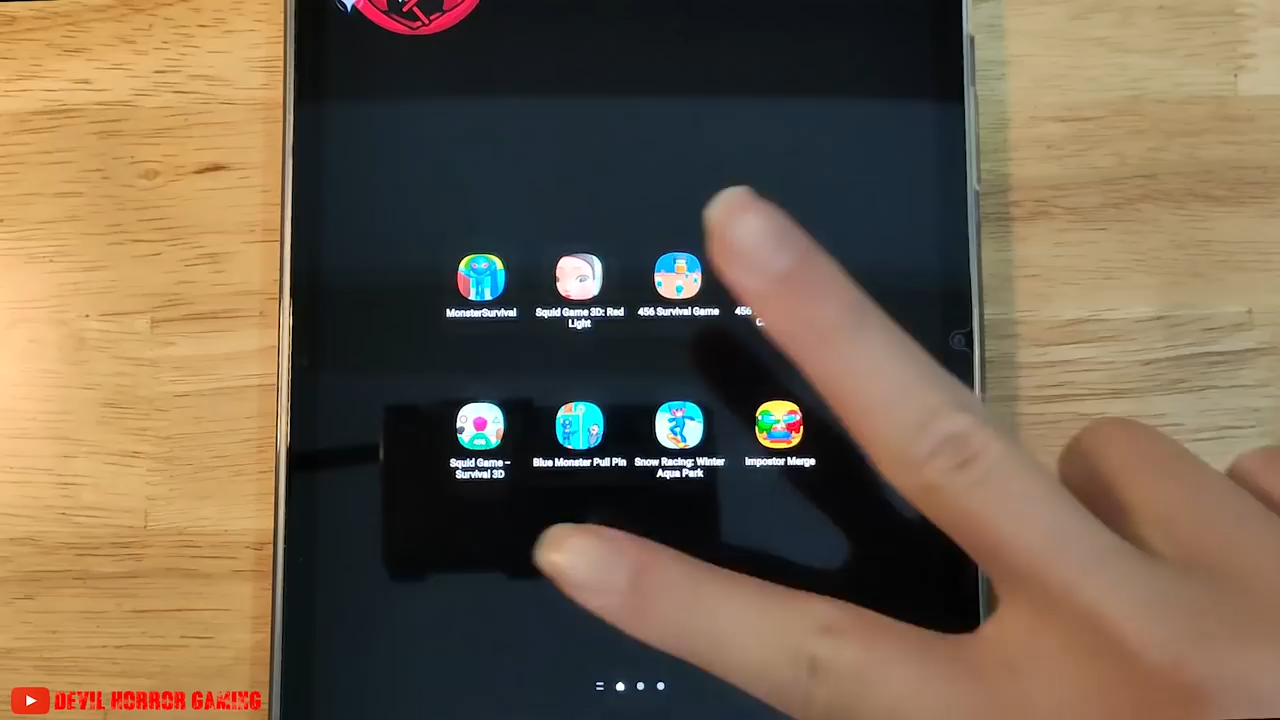 MonsterSurvival
Squid Game 3D: Red
Light
456 Survival Game
456
Squid Game –
Survival 3D
Blue Monster Pull Pin
Snow Racing: Winter
Aqua Park
Impostor Merge
DEVIL HORROR GAMING